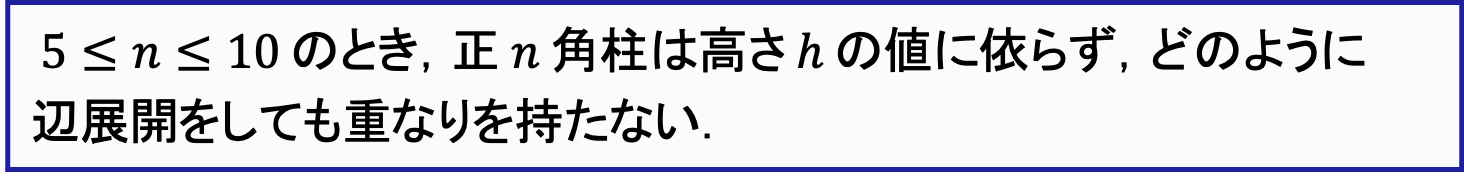 5 ≤ n ≤ 10 のとき, 正 n 角柱は高さ h の値に依らず, どのように
辺展開をしても重なりを持たない.